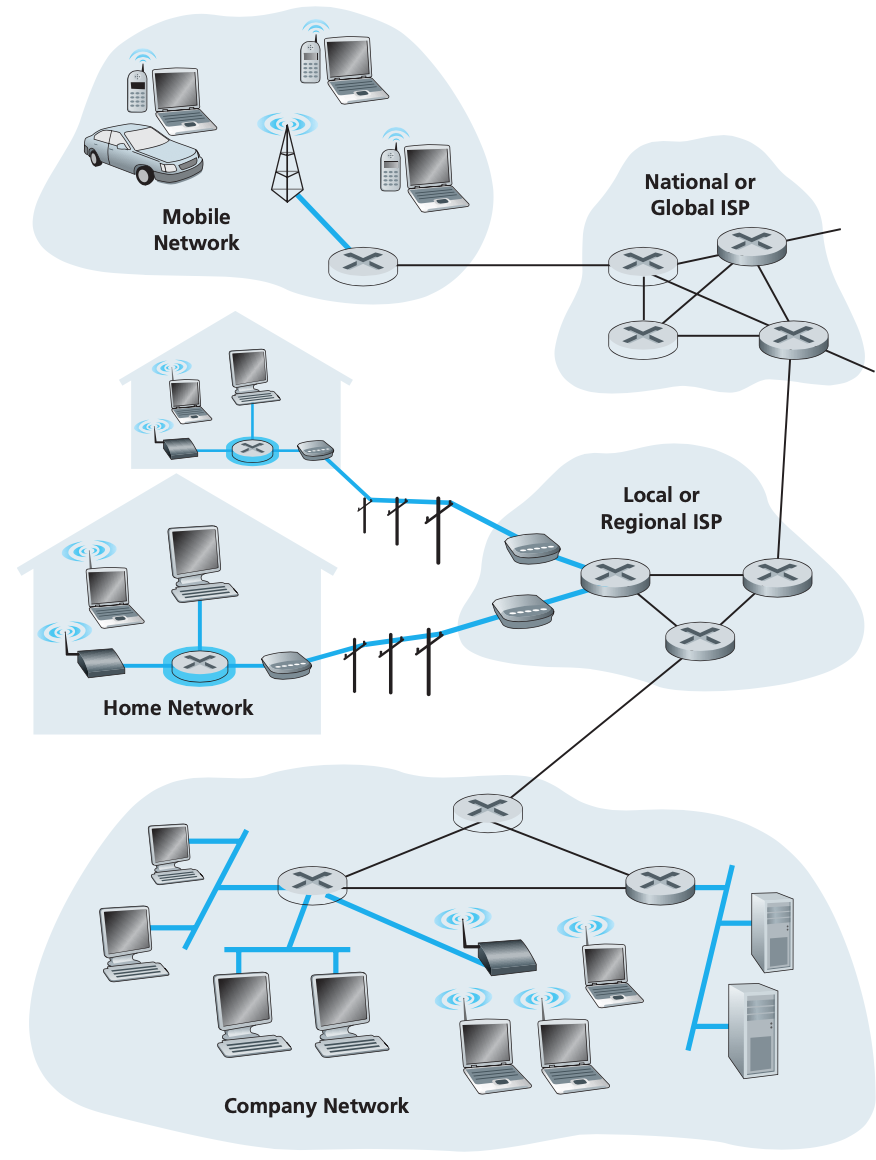 Mobile
Network
National or
Global ISP
Local or
Regional ISP
Home Network
Company Network